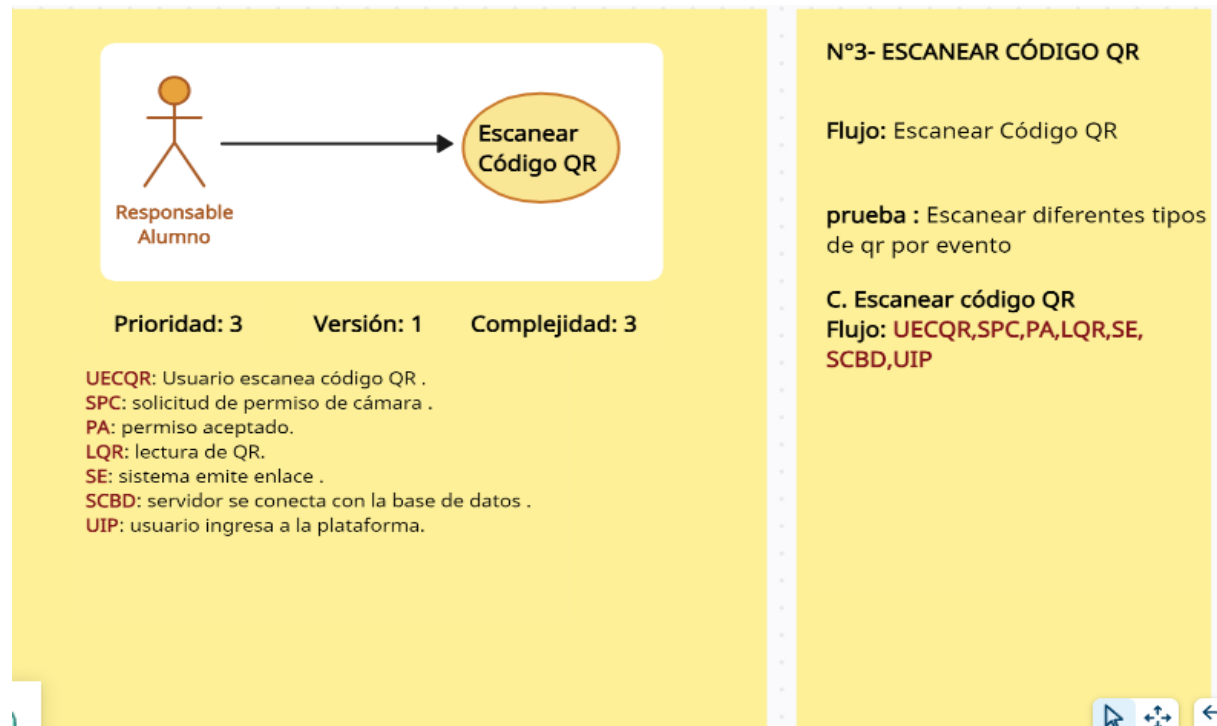 Escanear
Código QR
Responsable
Alumno
Prioridad: 3 Versión: 1 Complejidad: 3
UECQR: Usuario escanea código QR .
SPC: solicitud de permiso de cámara .
PA: permiso aceptado.
LQR: lectura de QR.
SE: sistema emite enlace .
SCBD: servidor se conecta con la base de datos .
UIP: usuario ingresa a la plataforma.
N°3- ESCANEAR CÓDIGO QR
Flujo: Escanear Código QR
prueba : Escanear diferentes tipos
de qr por evento
C. Escanear código QR
Flujo: UECQR,SPC,PA,LQR,SE,
SCBD,UIP